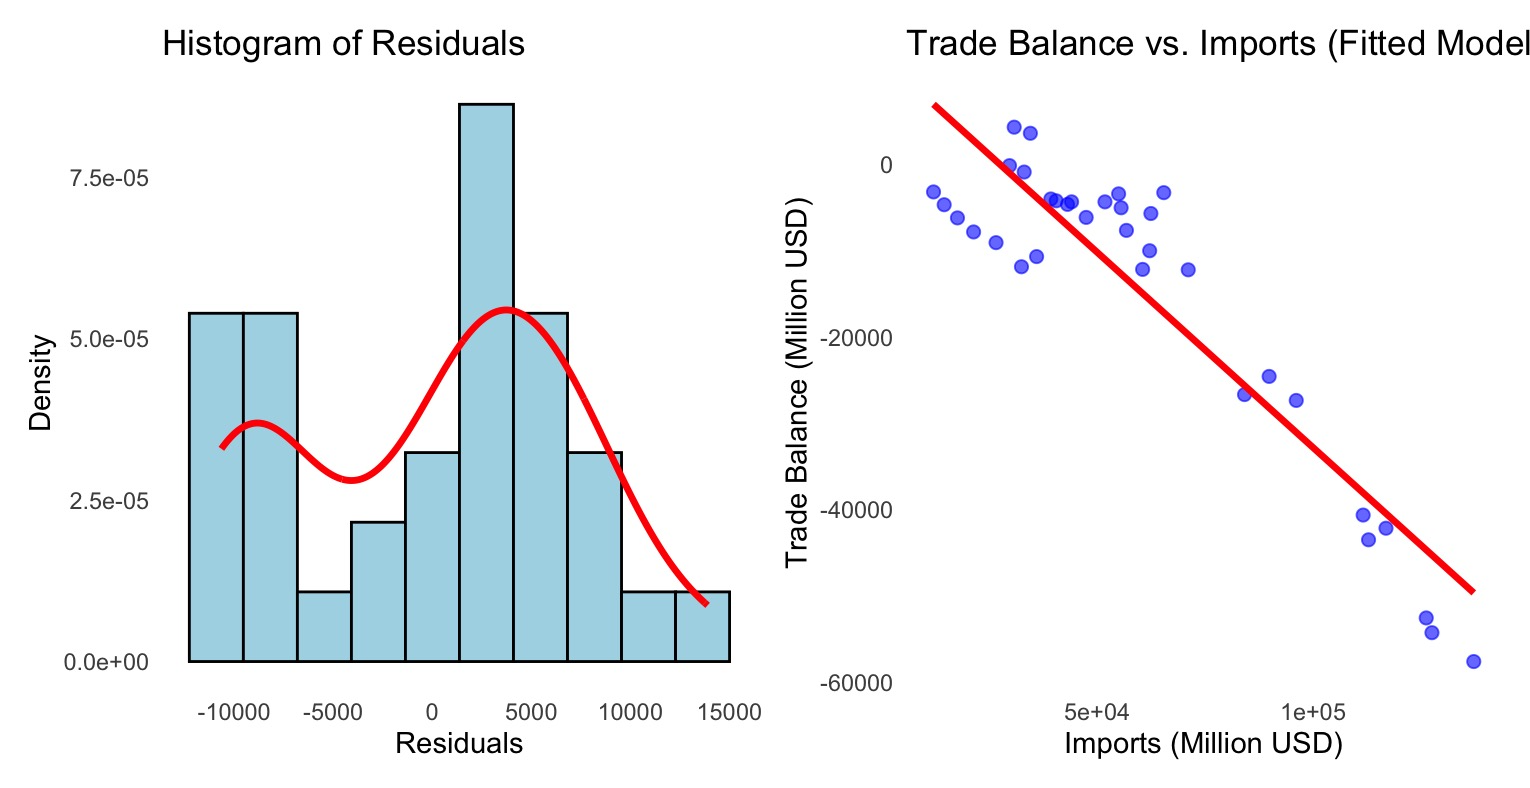 Histogram of Residuals
Density
7.5e-05
5.0e-05
2.5e-05
0.0e+00
-10000 -5000 0 5000 10000 15000
Residuals
Trade Balance vs. Imports (Fitted Model
Trade Balance (Million USD)
0
-20000
-40000
-60000
5e+04 1e+05
Imports (Million USD)